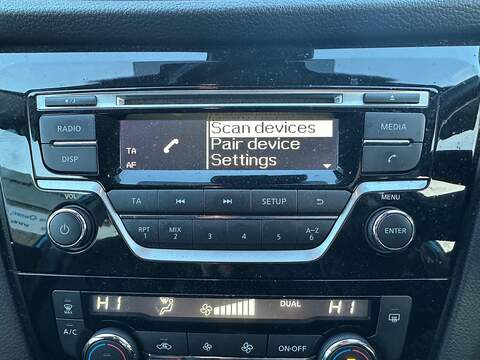 RADIO
DISP
Scan devices
Pair device
Settings
TA
AF
MEDIA
VOL
MENU
TA
SETUP
RPT
1
MIX
2
3
4
5
A–Z
6
ENTER
MAX
A/C
HI
DUAL
HI
ON·OFF